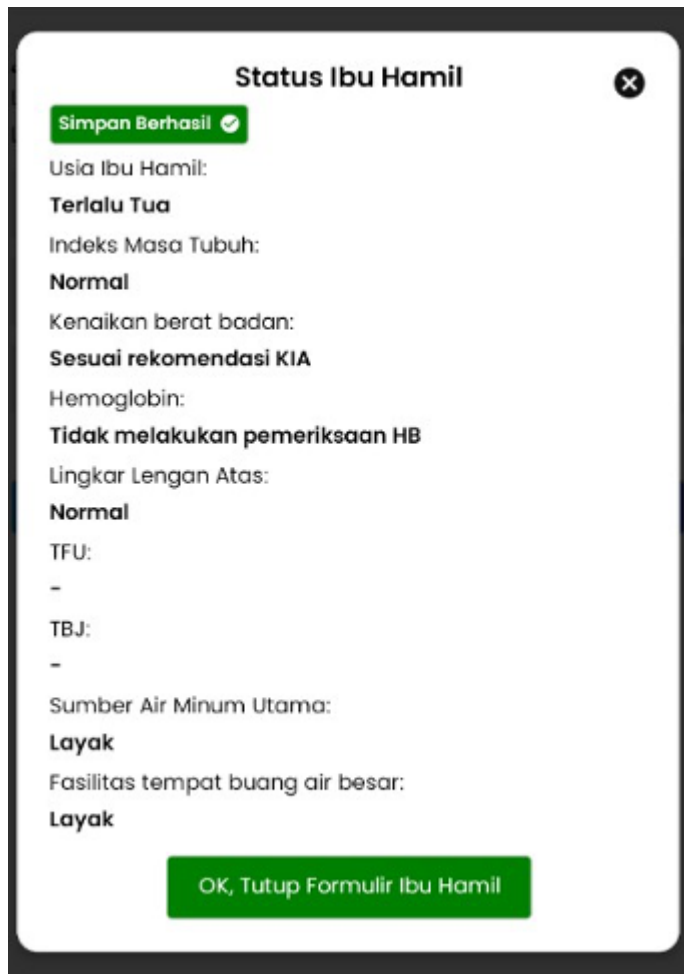 Status Ibu Hamil
Simpan Berhasil
Usia Ibu Hamil:
Terlalu Tua
Indeks Masa Tubuh:
Normal
Kenaikan berat badan:
Sesuai rekomendasi KIA
Hemoglobin:
Tidak melakukan pemeriksaan HB
Lingkar Lengan Atas:
Normal
TFU:
-
TBJ:
-
Sumber Air Minum Utama:
Layak
Fasilitas tempat buang air besar:
Layak
OK, Tutup Formulir Ibu Hamil